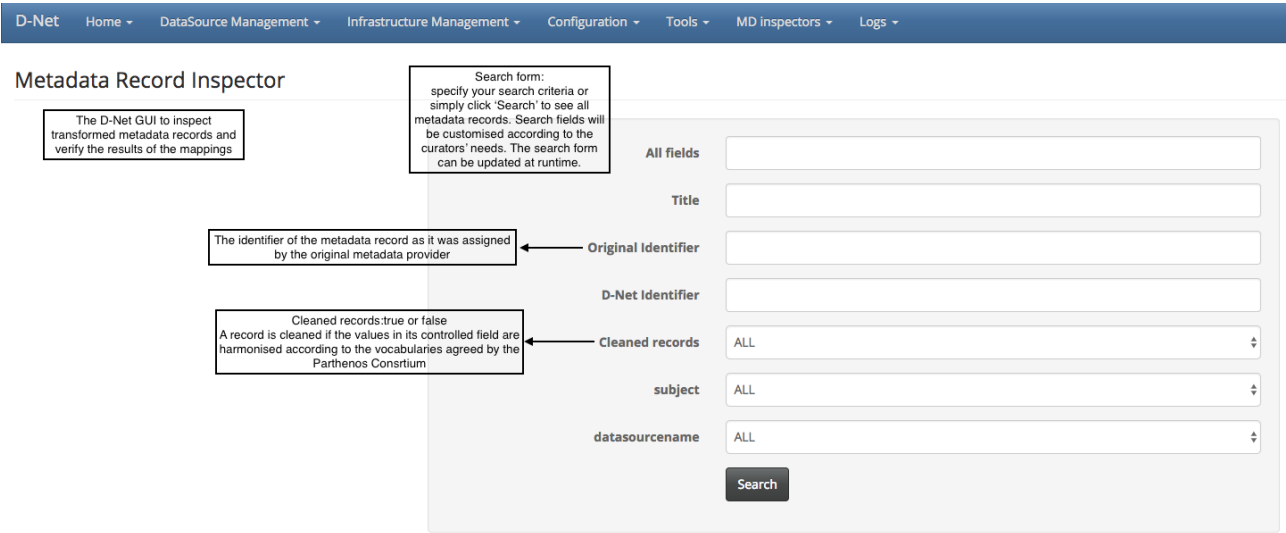 D-Net Home DataSource Management Infrastructure Management Configuration Tools MD inspectors Logs
Metadata Record Inspector
The D-Net GUI to inspect
transformed metadata records and
verify the results of the mappings
Search form:
specify your search criteria or
simply click ‘Search’ to see all
metadata records. Search fields will
be customised according to the
curators’ needs. The search form
can be updated at runtime.
All fields
Title
The identifier of the metadata record as it was assigned
by the original metadata provider
Original Identifier
D-Net Identifier
Cleaned records:true or false
A record is cleaned if the values in its controlled field are
harmonised according to the vocabularies agreed by the
Parthenos Consrtium
Cleaned records ALL
subject ALL
datasourcename ALL
Search